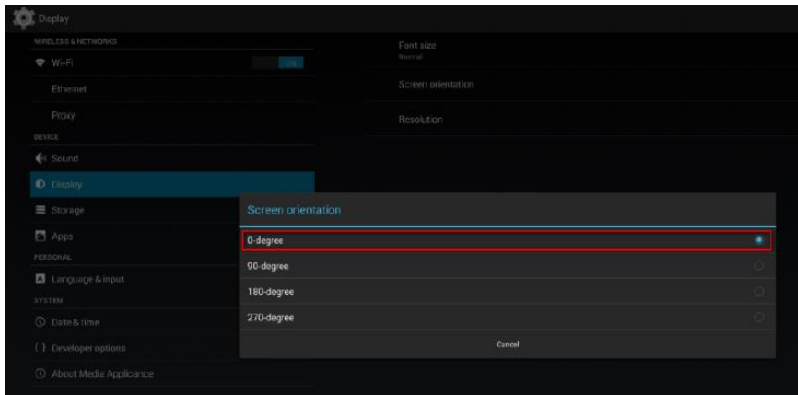 Display
WIRELESS & NETWORKS
Wi-Fi
ON
Ethernet
Proxy
DEVICE
Sound
Display
Storage
Apps
PERSONAL
Language & input
SYSTEM
Date & time
{ } Developer options
About Media Applicance
Font size
Normal
Screen orientation
Resolution
Screen orientation
0-degree
90-degree
180-degree
270-degree
Cancel